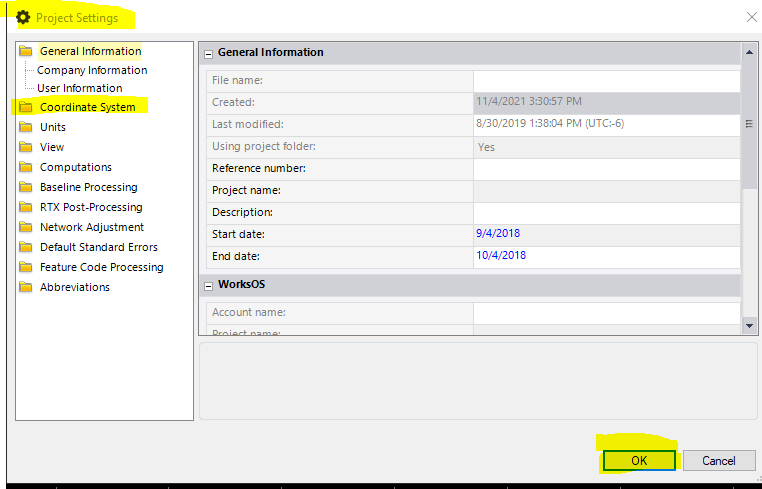 Project Settings
General Information
Company Information
User Information
Coordinate System
Units
View
Computations
Baseline Processing
RTX Post-Processing
Network Adjustment
Default Standard Errors
Feature Code Processing
Abbreviations
General Information
File name:
Created: 11/4/2021 3:30:57 PM
Last modified: 8/30/2019 1:38:04 PM (UTC:-6)
Using project folder: Yes
Reference number:
Project name:
Description:
Start date: 9/4/2018
End date: 10/4/2018
WorksOS
Account name:
Project name:
OK Cancel